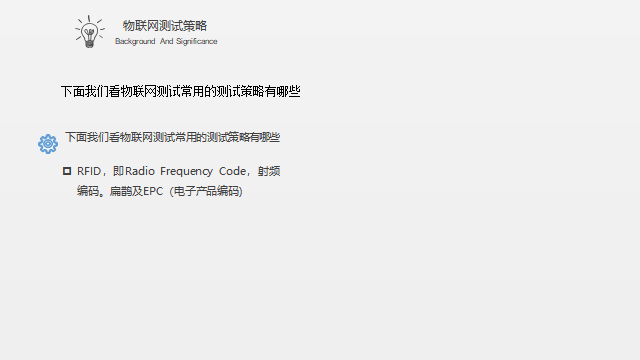 物联网测试策略
Background And Significance
下面我们看物联网测试常用的测试策略有哪些
下面我们看物联网测试常用的测试策略有哪些
RFID，即Radio Frequency Code，射频
编码。扁鹊及EPC (电子产品编码)